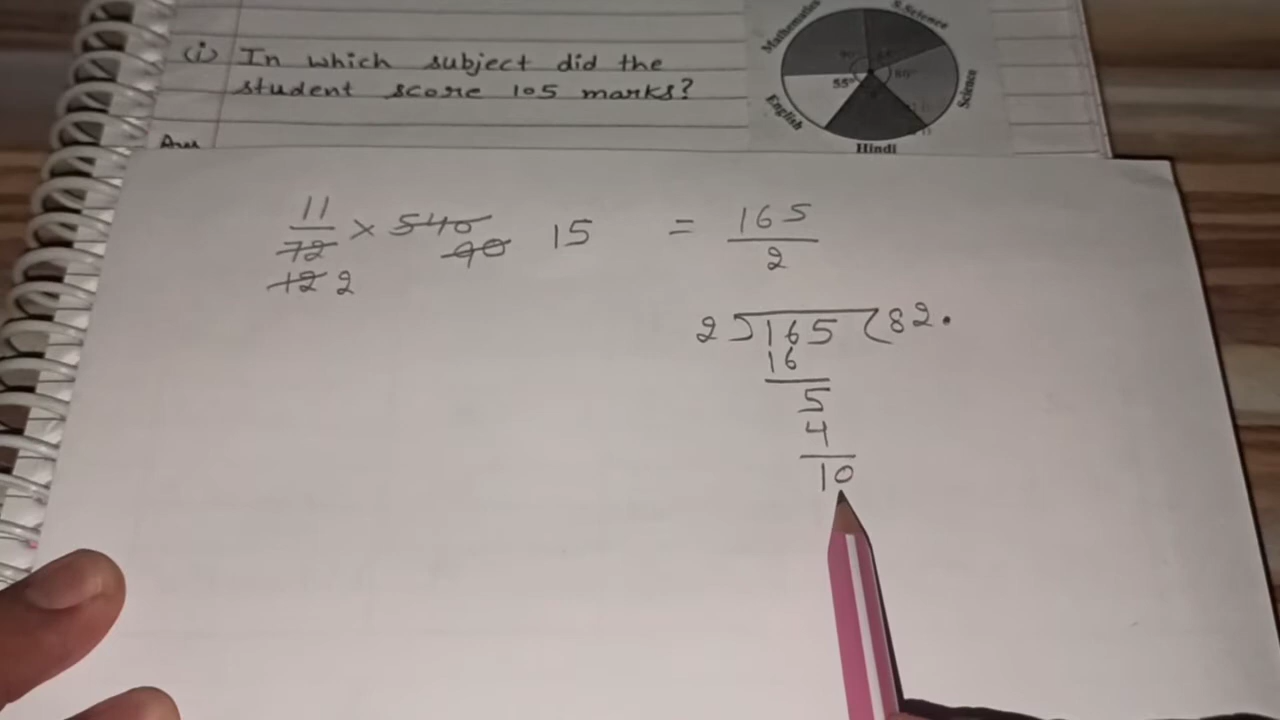 (i) In which subject did the
student score 105 marks?
Ans
Mathematics
S.Science
Science
Hindi
English
55°
11/72 × 540/90 15 = 165/2
12 2
2)165(82.
16
5
4
10